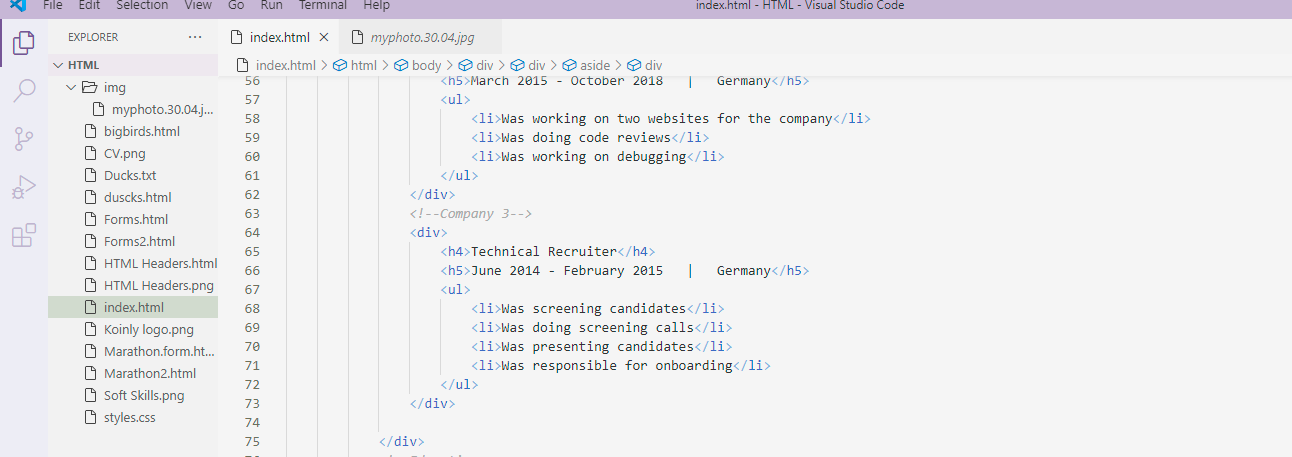 File Edit Selection View Go Run Terminal Help index.html - HTML - Visual Studio Code
EXPLORER ···
HTML
img
myphoto.30.04.j...
bigbirds.html
CV.png
Ducks.txt
duscks.html
Forms.html
Forms2.html
HTML Headers.html
HTML Headers.png
index.html
Koinly logo.png
Marathon.form.ht...
Marathon2.html
Soft Skills.png
styles.css
index.html × myphoto.30.04.jpg
index.html > html > body > div > div > aside > div
56 <h5>March 2015 - October 2018 | Germany</h5>
57 <ul>
58 <li>Was working on two websites for the company</li>
59 <li>Was doing code reviews</li>
60 <li>Was working on debugging</li>
61 </ul>
62 </div>
63 <!--Company 3-->
64 <div>
65 <h4>Technical Recruiter</h4>
66 <h5>June 2014 - February 2015 | Germany</h5>
67 <ul>
68 <li>Was screening candidates</li>
69 <li>Was doing screening calls</li>
70 <li>Was presenting candidates</li>
71 <li>Was responsible for onboarding</li>
72 </ul>
73 </div>
74
75 </div>